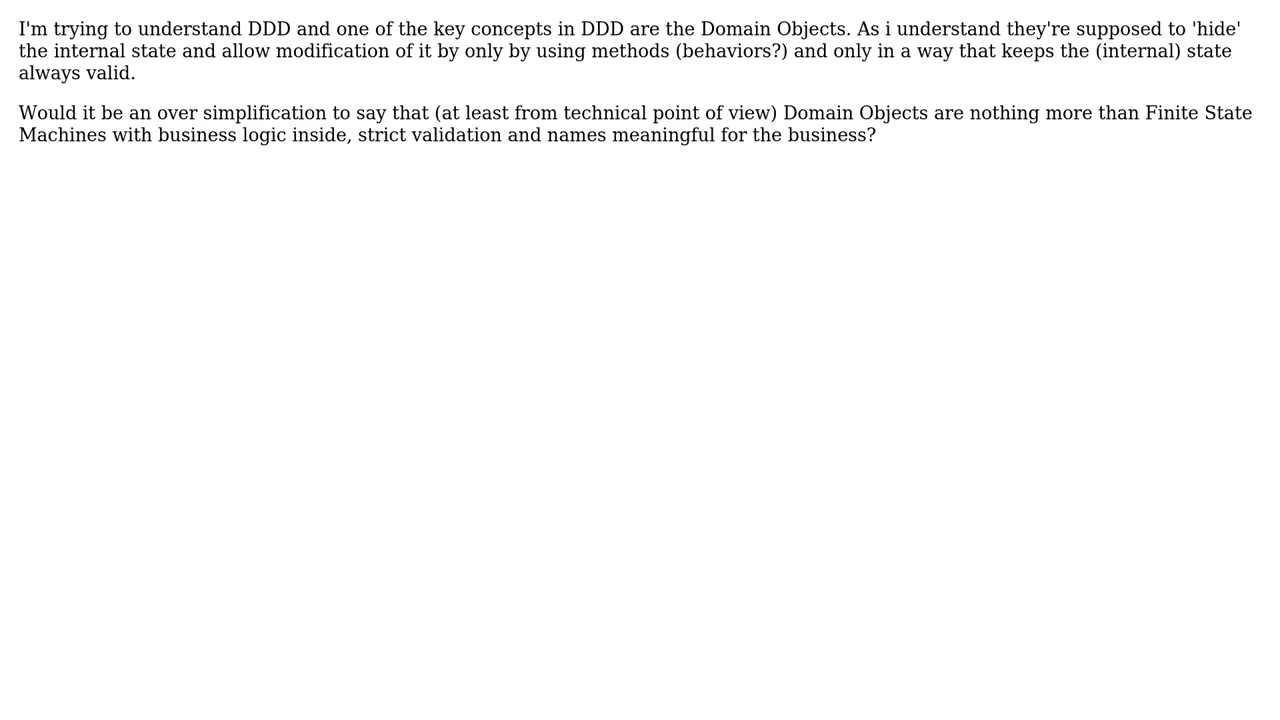 I'm trying to understand DDD and one of the key concepts in DDD are the Domain Objects. As i understand they're supposed to 'hide'
the internal state and allow modification of it by only by using methods (behaviors?) and only in a way that keeps the (internal) state
always valid.
Would it be an over simplification to say that (at least from technical point of view) Domain Objects are nothing more than Finite State
Machines with business logic inside, strict validation and names meaningful for the business?